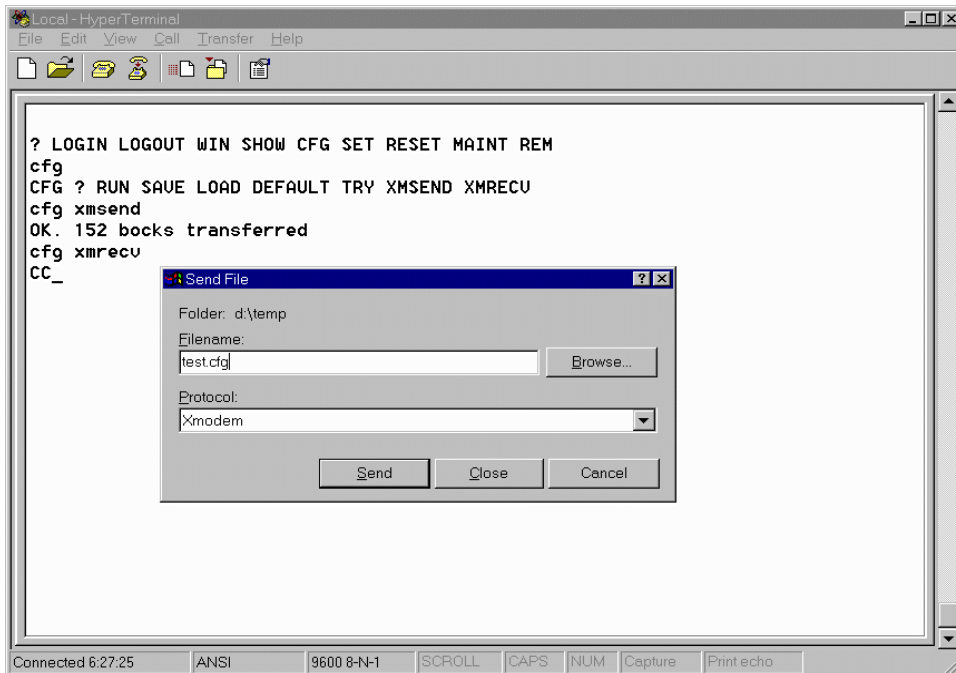 Local - HyperTerminal
File Edit View Call Transfer Help
? LOGIN LOGOUT WIN SHOW CFG SET RESET MAINT REM
cfg
CFG ? RUN SAVE LOAD DEFAULT TRY XMSEND XMRECV
cfg xmsend
OK. 152 bocks transferred
cfg xmrecv
CC_
Send File
Folder: d:\temp
Filename:
test.cfg
Browse...
Protocol:
Xmodem
Send Close Cancel
Connected 6:27:25 ANSI 9600 8-N-1 SCROLL CAPS NUM Capture Print echo